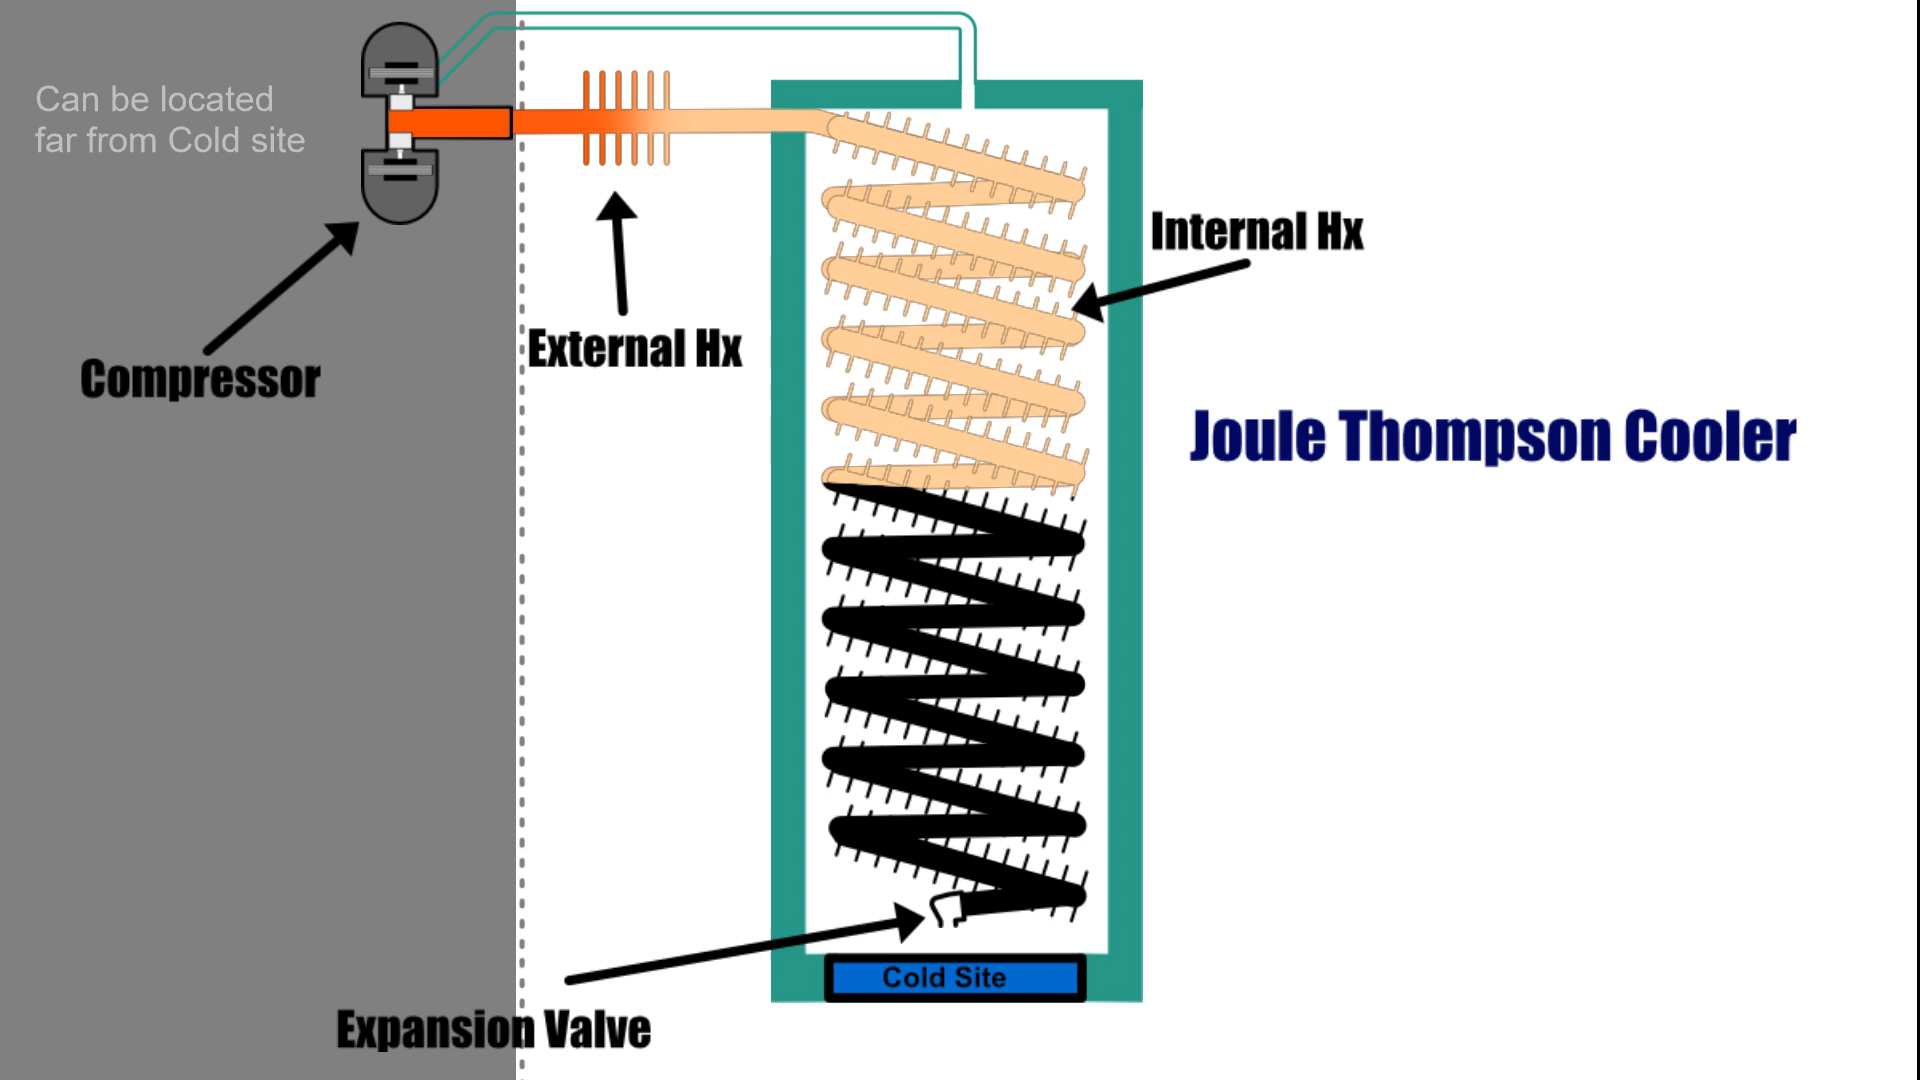 Can be located
far from Cold site
Internal Hx
External Hx
Compressor
Joule Thompson Cooler
Cold Site
Expansion Valve